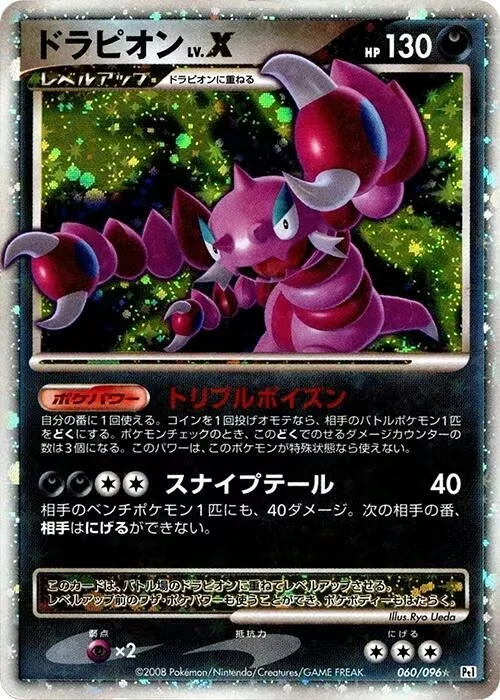 ドラピオン LV.X HP 130
レベルアップ ドラピオンに重ねる
ポケパワー トリプルポイズン
自分の番に1回使える。コインを1回投げオモテなら、相手のバトルポケモン1匹
をどくにする。ポケモンチェックのとき、このどくでのせるダメージカウンターの
数は3個になる。このパワーは、このポケモンが特殊状態なら使えない。
スナイプテール 40
相手のベンチポケモン1匹にも、40ダメージ。次の相手の番、
相手はにげるができない。
このカードは、バトル場のドラピオンに重ねてレベルアップさせる。
レベルアップ前のワザ・ポケパワーも使うことができ、ポケボディーもはたらく。
Illus.Ryo Ueda
弱点 抵抗力 にげる
×2
©2008 Pokémon/Nintendo/Creatures/GAME FREAK. 060/096★ Pt1